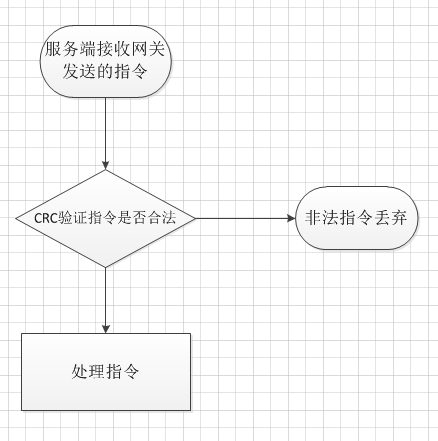 服务端接收网关
发送的指令
CRC验证指令是否合法
非法指令丢弃
处理指令